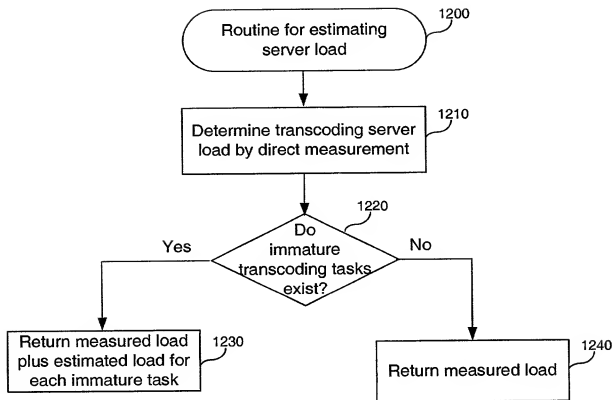 Routine for estimating
server load
1200
Determine transcoding server
load by direct measurement
1210
Do
immature
transcoding tasks
exist?
1220
Yes
No
Return measured load
plus estimated load for
each immature task
1230
Return measured load
1240